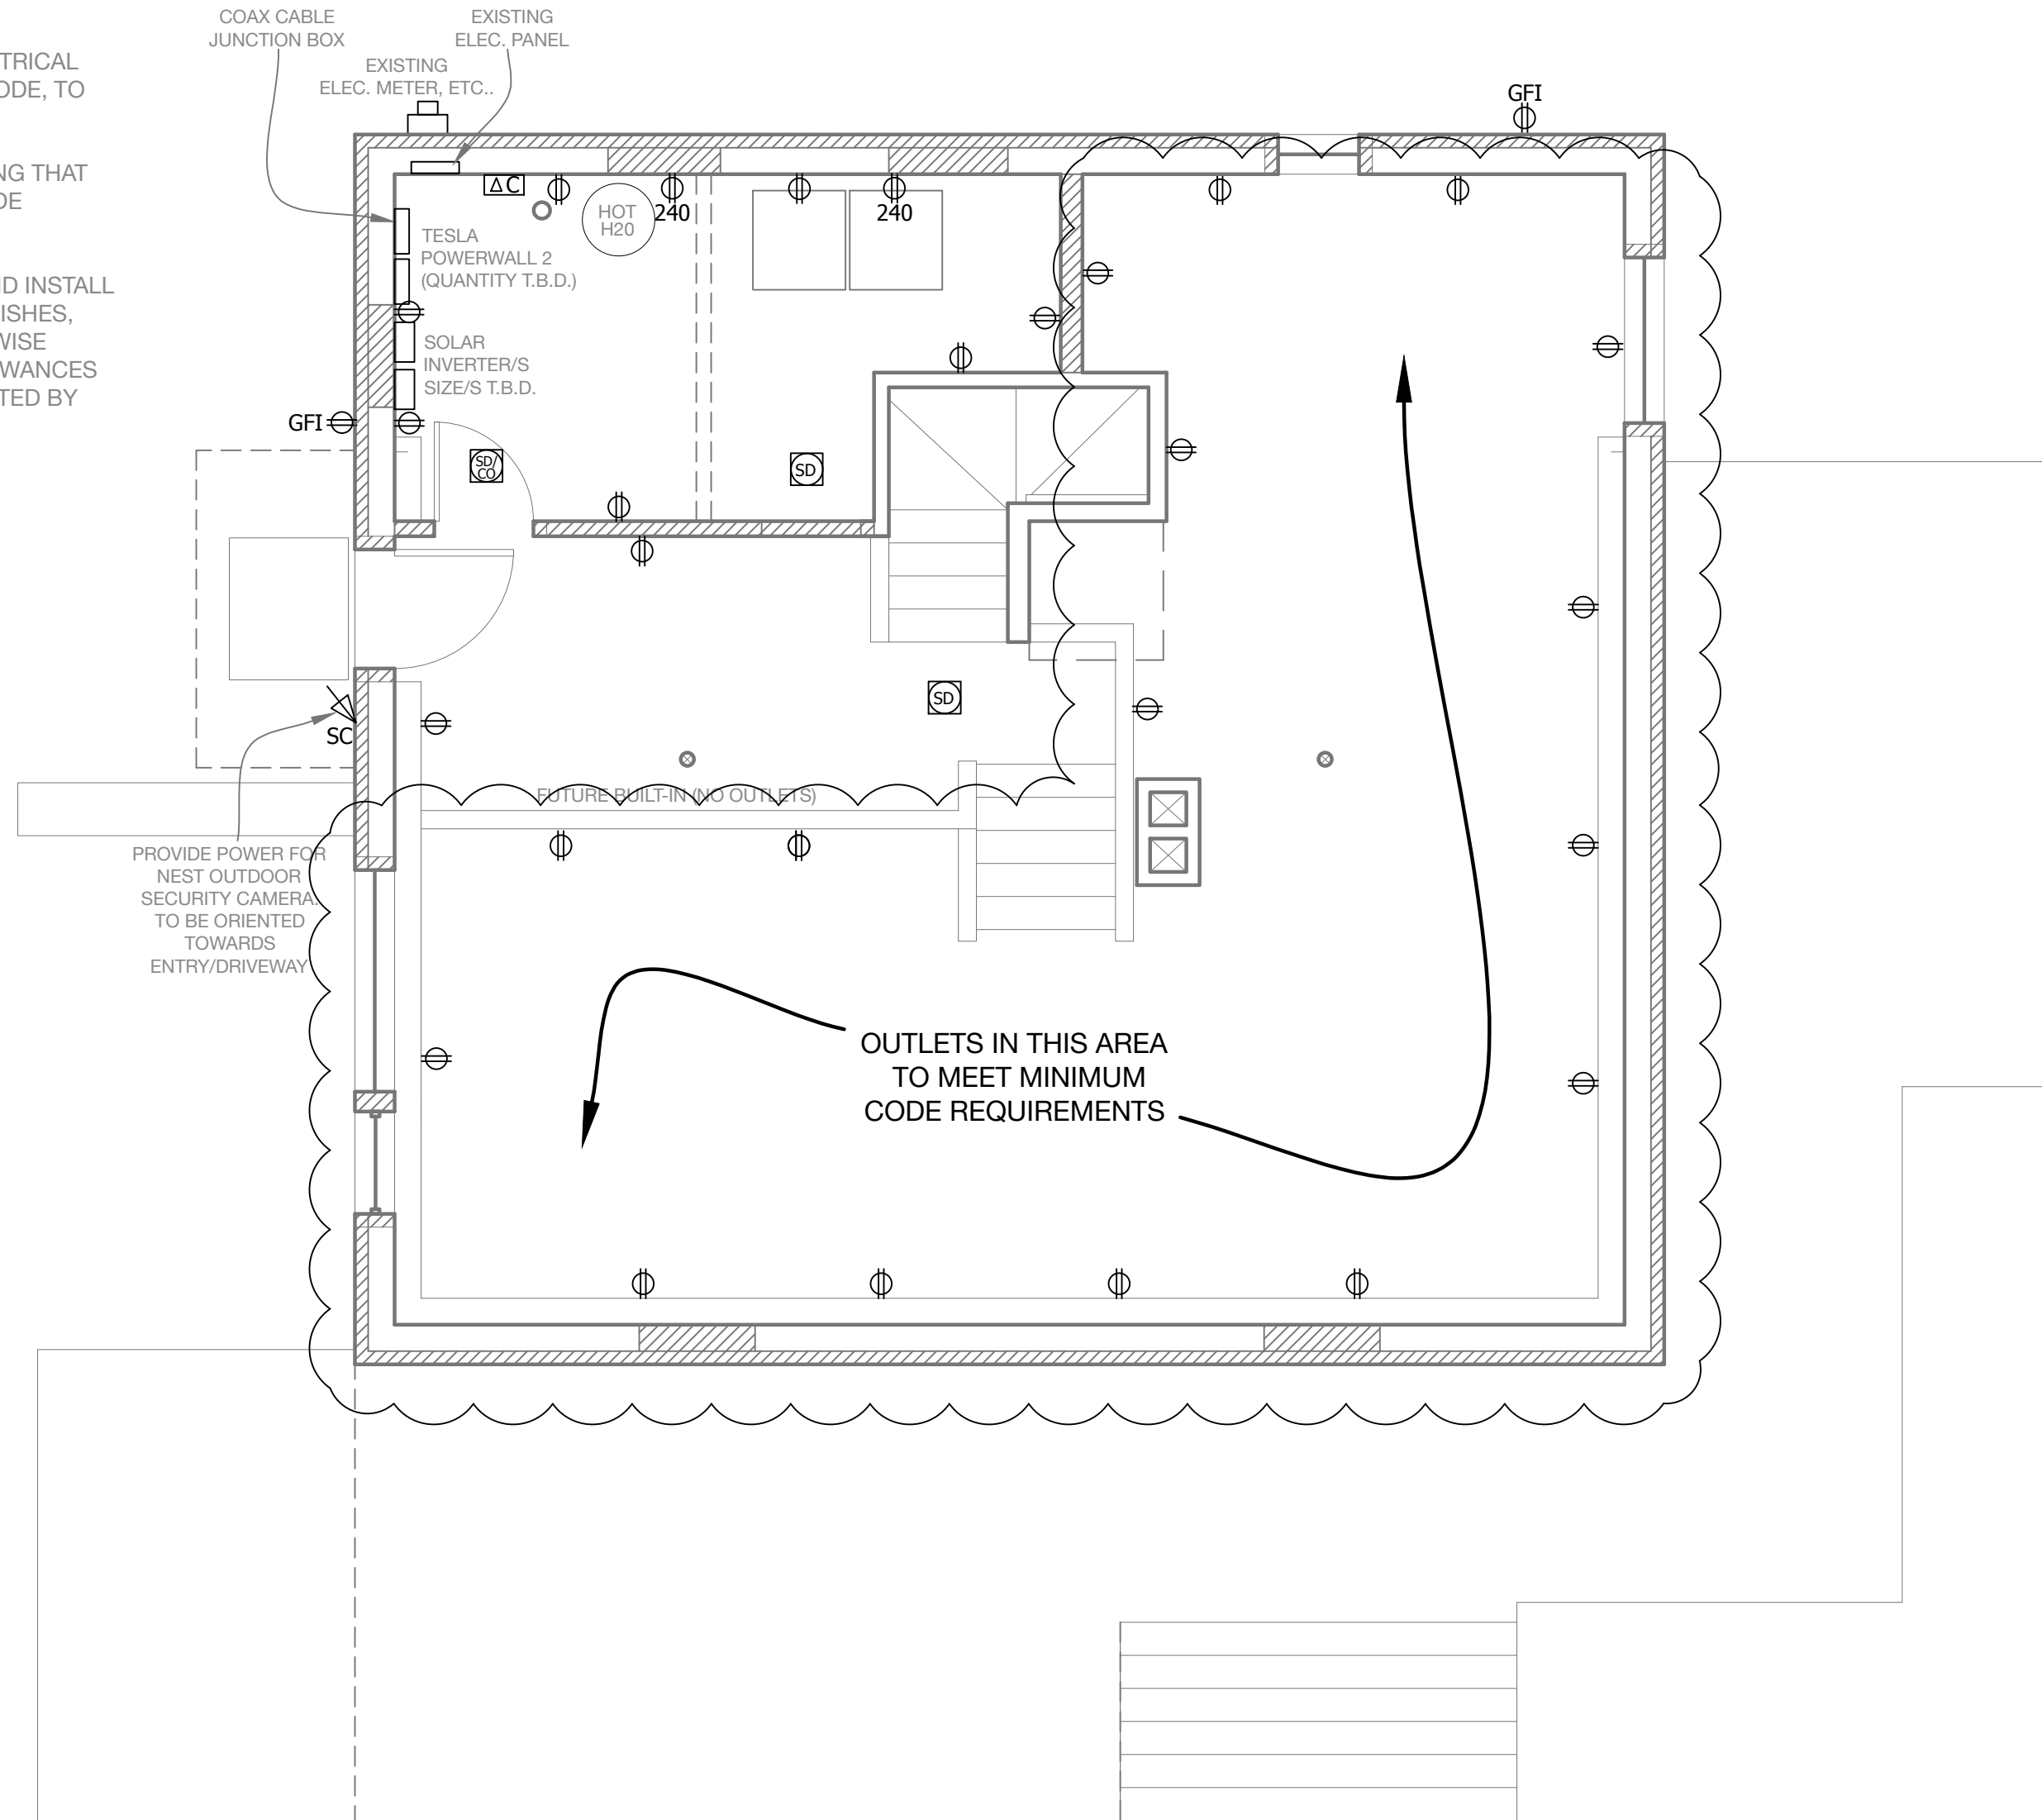 COAX CABLE
JUNCTION BOX
EXISTING
ELEC. PANEL
EXISTING
ELEC. METER, ETC..
TRICAL
ODE, TO
NG THAT
DE
ND INSTALL
ISHES,
WISE
WANCES
TED BY
GFI
C
HOT
H20
240
240
TESLA
POWERWALL 2
(QUANTITY T.B.D.)
SOLAR
INVERTER/S
SIZE/S T.B.D.
GFI
SD/
CO
SD
SD
SC
FUTURE BUILT-IN (NO OUTLETS)
PROVIDE POWER FOR
NEST OUTDOOR
SECURITY CAMERA.
TO BE ORIENTED
TOWARDS
ENTRY/DRIVEWAY
OUTLETS IN THIS AREA
TO MEET MINIMUM
CODE REQUIREMENTS